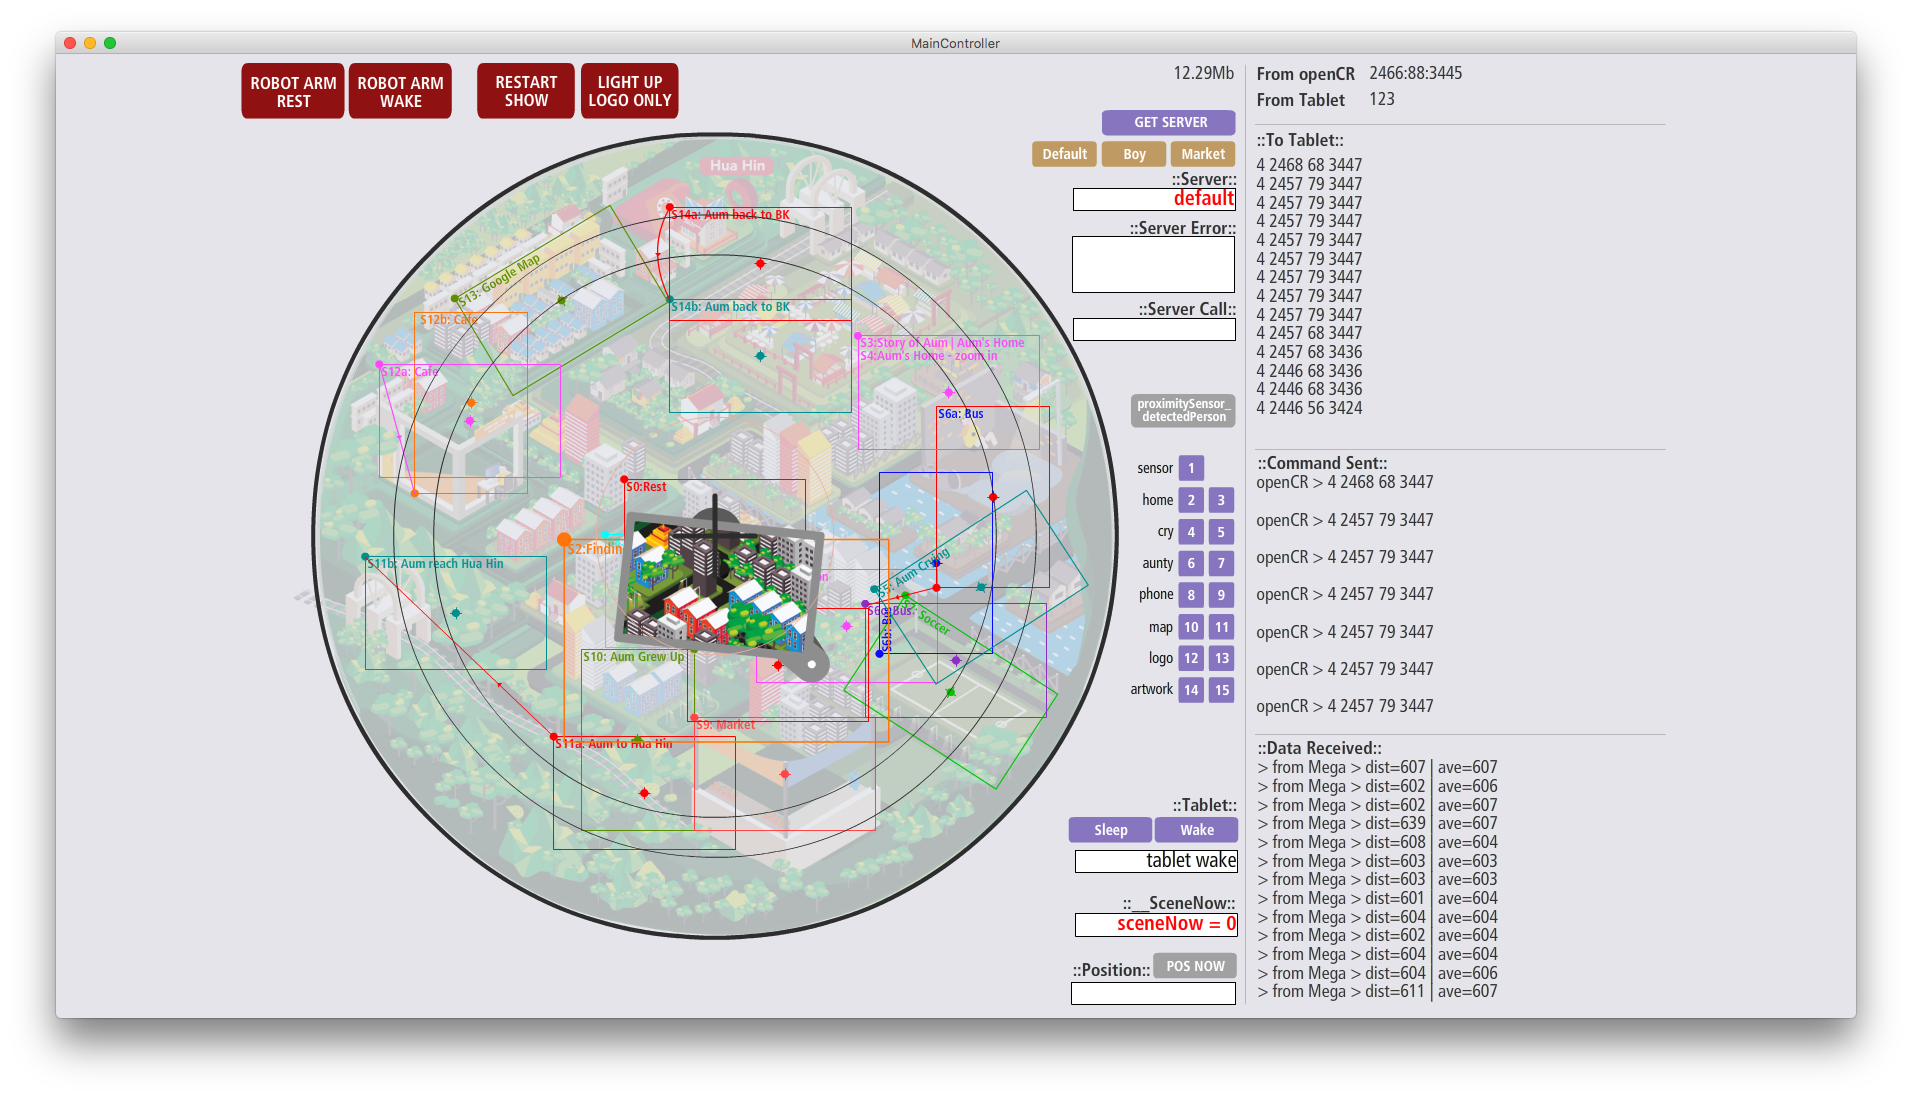 MainController
ROBOT ARM
REST
ROBOT ARM
WAKE
RESTART
SHOW
LIGHT UP
LOGO ONLY
12.29Mb
GET SERVER
Default
Boy
Market
::Server::
default
::Server Error::
::Server Call::
proximitySensor_
detectedPerson
sensor 1
home 2 3
cry 4 5
aunty 6 7
phone 8 9
map 10 11
logo 12 13
artwork 14 15
::Tablet::
Sleep
Wake
tablet wake
::__SceneNow::
sceneNow = 0
::Position::
POS NOW
Hua Hin
S14a: Aum back to BK
S13: Google Map
S14b: Aum back to BK
S12b: Cafe
S3:Story of Aum | Aum's Home
S4:Aum's Home - zoom in
S12a: Cafe
S6a: Bus
S0:Rest
S2:Findin
on
S11b: Aum reach Hua Hin
S5: Aum Crying
S6c:Bus
S7: Soccer
S6b: Bus
S10: Aum Grew Up
S9: Market
S11a: Aum to Hua Hin
From openCR 2466:88:3445
From Tablet 123
::To Tablet::
4 2468 68 3447
4 2457 79 3447
4 2457 79 3447
4 2457 79 3447
4 2457 79 3447
4 2457 79 3447
4 2457 79 3447
4 2457 79 3447
4 2457 79 3447
4 2457 68 3447
4 2457 68 3436
4 2446 68 3436
4 2446 68 3436
4 2446 56 3424
::Command Sent::
openCR > 4 2468 68 3447
openCR > 4 2457 79 3447
openCR > 4 2457 79 3447
openCR > 4 2457 79 3447
openCR > 4 2457 79 3447
openCR > 4 2457 79 3447
openCR > 4 2457 79 3447
::Data Received::
> from Mega > dist=607 | ave=607
> from Mega > dist=602 | ave=606
> from Mega > dist=602 | ave=607
> from Mega > dist=639 | ave=607
> from Mega > dist=608 | ave=604
> from Mega > dist=603 | ave=603
> from Mega > dist=603 | ave=603
> from Mega > dist=601 | ave=604
> from Mega > dist=604 | ave=604
> from Mega > dist=602 | ave=604
> from Mega > dist=604 | ave=604
> from Mega > dist=604 | ave=606
> from Mega > dist=611 | ave=607